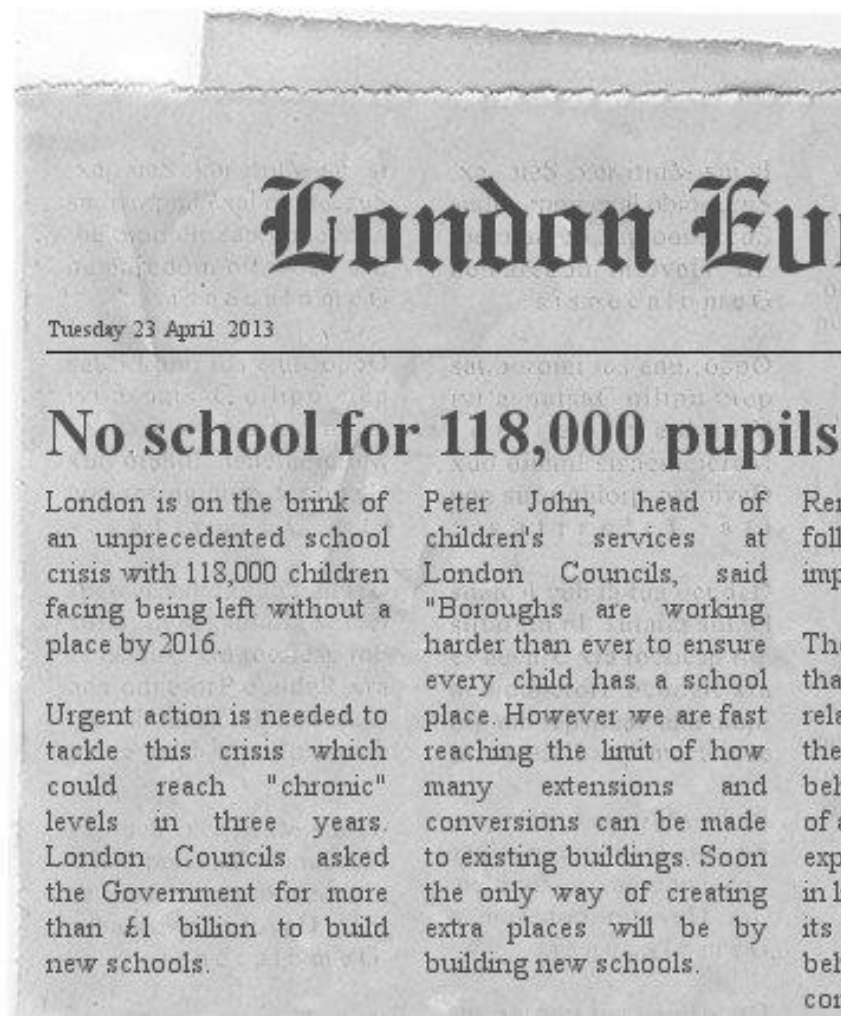 London
Tuesday 23 April 2013
No school for 118,000 pupils
London is on the brink of
an unprecedented school
crisis with 118,000 children
facing being left without a
place by 2016.
Urgent action is needed to
tackle this crisis which
could reach "chronic"
levels in three years.
London Councils asked
the Government for more
than £1 billion to build
new schools.
Peter John, head of
children's services at
London Councils, said
"Boroughs are working
harder than ever to ensure
every child has a school
place. However we are fast
reaching the limit of how
many extensions and
conversions can be made
to existing buildings. Soon
the only way of creating
extra places will be by
building new schools.
in
of
its